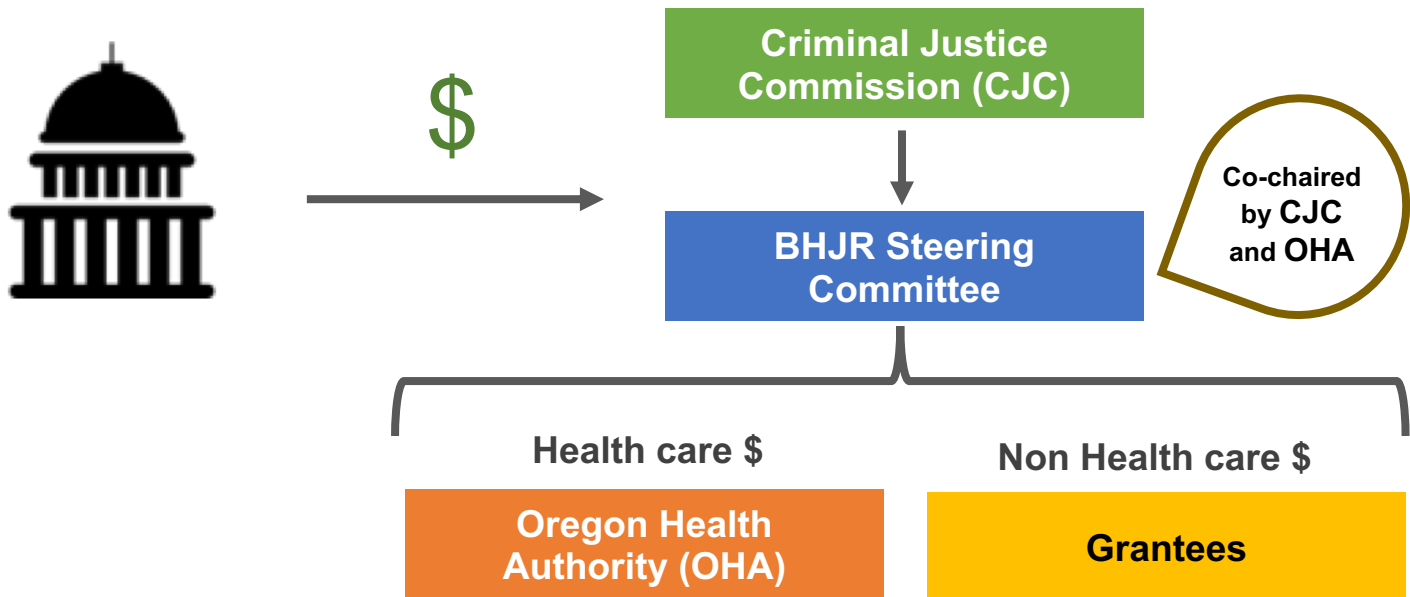 $
Criminal Justice
Commission (CJC)
Co-chaired
by CJC
and OHA
BHJR Steering
Committee
Health care $
Non Health care $
Oregon Health
Authority (OHA)
Grantees